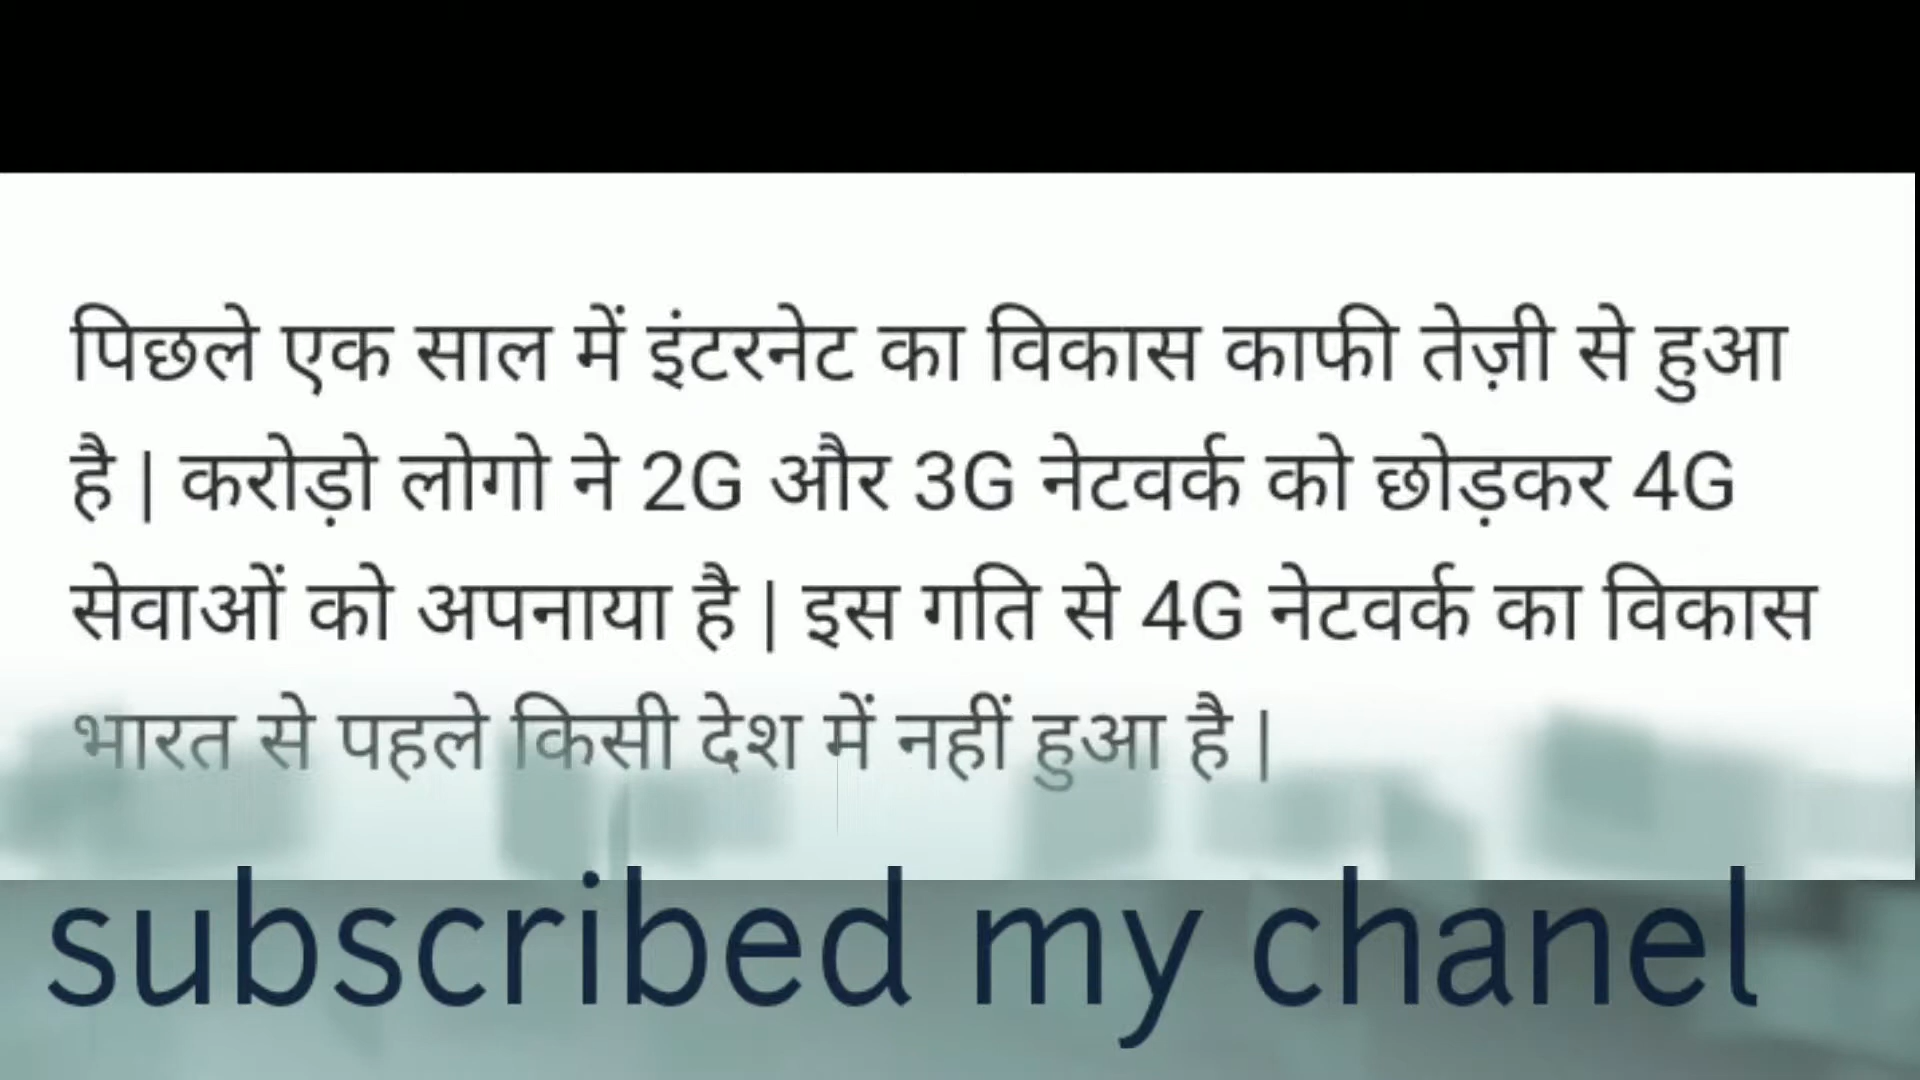 पिछले एक साल में इंटरनेट का विकास काफी तेज़ी से हुआ
है | करोड़ो लोगो ने 2G और 3G नेटवर्क को छोड़कर 4G
सेवाओं को अपनाया है | इस गति से 4G नेटवर्क का विकास
भारत से पहले किसी देश में नहीं हुआ है |
subscribed my chanel